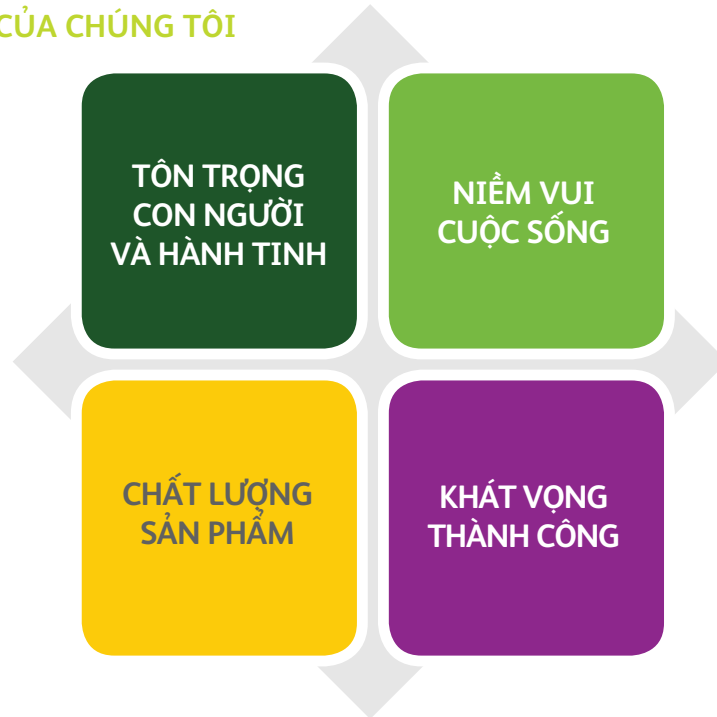 CỦA CHÚNG TÔI
TÔN TRỌNG
CON NGƯỜI
VÀ HÀNH TINH
NIỀM VUI
CUỘC SỐNG
CHẤT LƯỢNG
SẢN PHẨM
KHÁT VỌNG
THÀNH CÔNG